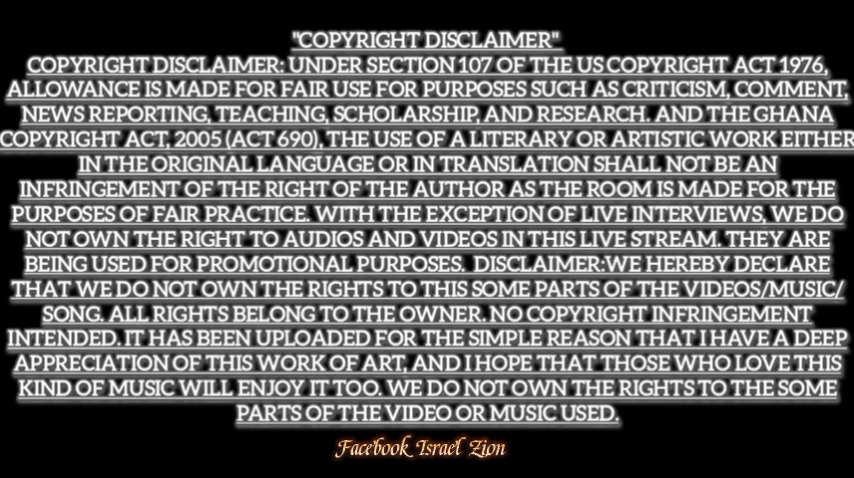 "COPYRIGHT DISCLAIMER"
COPYRIGHT DISCLAIMER: UNDER SECTION 107 OF THE US COPYRIGHT ACT 1976,
ALLOWANCE IS MADE FOR FAIR USE FOR PURPOSES SUCH AS CRITICISM, COMMENT,
NEWS REPORTING, TEACHING, SCHOLARSHIP, AND RESEARCH. AND THE GHANA
COPYRIGHT ACT, 2005 (ACT 690), THE USE OF A LITERARY OR ARTISTIC WORK EITHER
IN THE ORIGINAL LANGUAGE OR IN TRANSLATION SHALL NOT BE AN
INFRINGEMENT OF THE RIGHT OF THE AUTHOR AS THE ROOM IS MADE FOR THE
PURPOSES OF FAIR PRACTICE. WITH THE EXCEPTION OF LIVE INTERVIEWS, WE DO
NOT OWN THE RIGHT TO AUDIOS AND VIDEOS IN THIS LIVE STREAM. THEY ARE
BEING USED FOR PROMOTIONAL PURPOSES. DISCLAIMER:WE HEREBY DECLARE
THAT WE DO NOT OWN THE RIGHTS TO THIS SOME PARTS OF THE VIDEOS/MUSIC/
SONG. ALL RIGHTS BELONG TO THE OWNER. NO COPYRIGHT INFRINGEMENT
INTENDED. IT HAS BEEN UPLOADED FOR THE SIMPLE REASON THAT I HAVE A DEEP
APPRECIATION OF THIS WORK OF ART, AND I HOPE THAT THOSE WHO LOVE THIS
KIND OF MUSIC WILL ENJOY IT TOO. WE DO NOT OWN THE RIGHTS TO THE SOME
PARTS OF THE VIDEO OR MUSIC USED.
Facebook Israel Zion